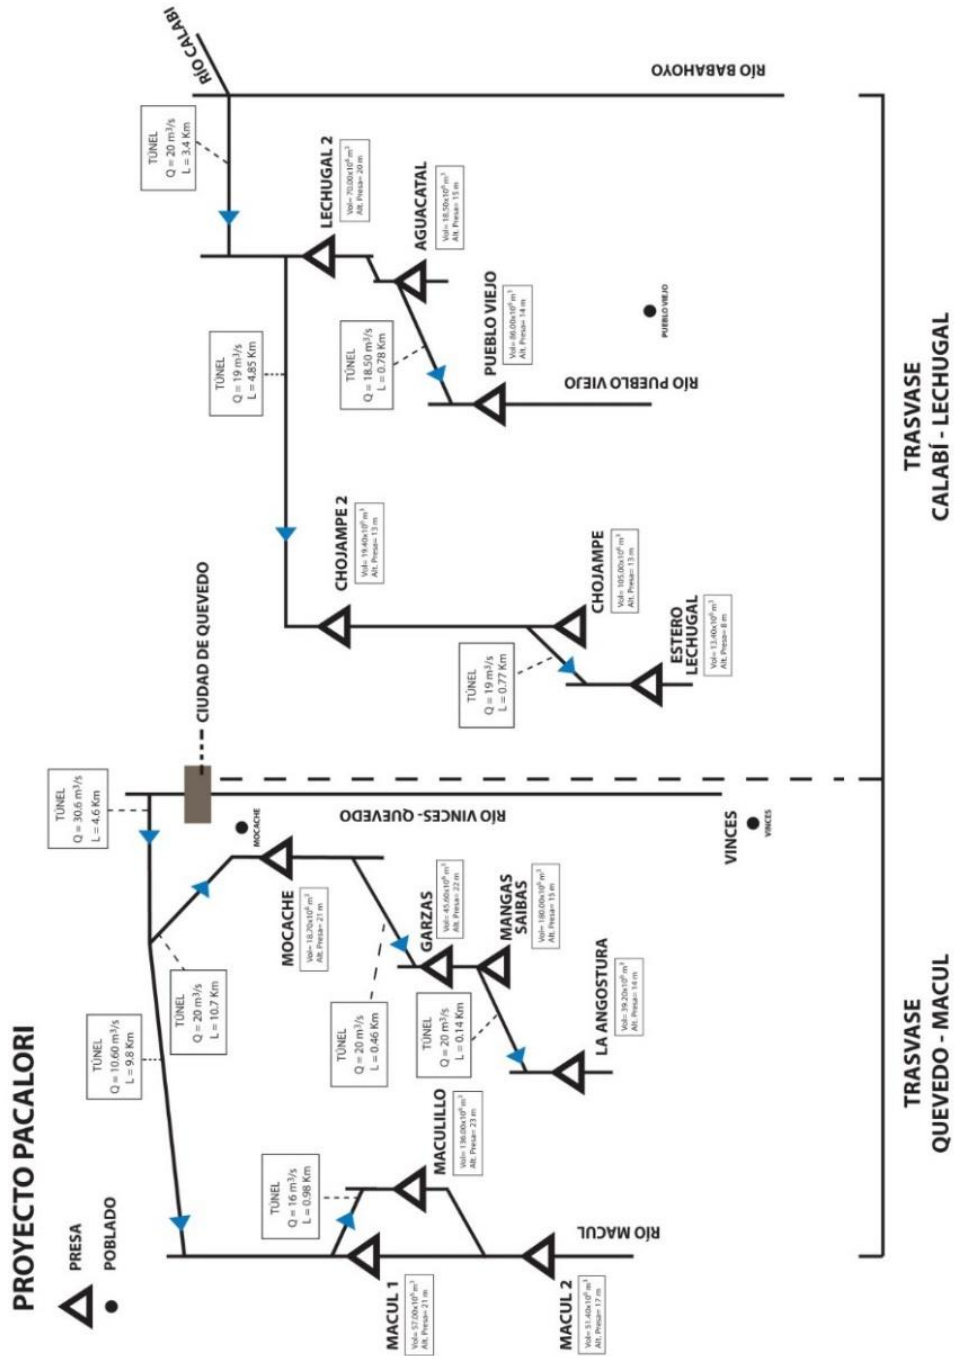 PROYECTO PACALORI
PRESA
POBLADO
TÚNEL
Q = 30.6 m³/s
L = 4.6 Km
CIUDAD DE QUEVEDO
TÚNEL
Q = 10.60 m³/s
L = 9.8 Km
TÚNEL
Q = 20 m³/s
L = 10.7 Km
MOCACHE
RÍO VINCES- QUEVEDO
MOCACHE
Vol= 18.70x10⁶ m³
Alt. Presa= 21 m
TÚNEL
Q = 20 m³/s
L = 0.46 Km
GARZAS
Vol= 45.60x10⁶ m³
Alt. Presa= 22 m
TÚNEL
Q = 20 m³/s
L = 0.14 Km
MANGAS
SAIBAS
Vol= 180.00x10⁶ m³
Alt. Presa= 15 m
LA ANGOSTURA
Vol= 39.20x10⁶ m³
Alt. Presa= 14 m
TÚNEL
Q = 16 m³/s
L = 0.98 Km
MACULILLO
Vol= 136.00x10⁶ m³
Alt. Presa= 23 m
MACUL 1
Vol= 57.00x10⁶ m³
Alt. Presa= 21 m
MACUL 2
Vol= 51.40x10⁶ m³
Alt. Presa= 17 m
RÍO MACUL
VINCES
VINCES
RÍO CALABI
TÚNEL
Q = 20 m³/s
L = 3.4 Km
RÍO BABAHOYO
LECHUGAL 2
Vol= 70.00x10⁶ m³
Alt. Presa= 20 m
TÚNEL
Q = 19 m³/s
L = 4.85 Km
AGUACATAL
Vol= 18.50x10⁶ m³
Alt. Presa= 15 m
TÚNEL
Q = 18.50 m³/s
L = 0.78 Km
PUEBLO VIEJO
Vol= 86.00x10⁶ m³
Alt. Presa= 14 m
RÍO PUEBLO VIEJO
PUEBLO VIEJO
CHOJAMPE 2
Vol= 19.40x10⁶ m³
Alt. Presa= 13 m
CHOJAMPE
Vol= 105.00x10⁶ m³
Alt. Presa= 13 m
TÚNEL
Q = 19 m³/s
L = 0.77 Km
ESTERO
LECHUGAL
Vol= 13.40x10⁶ m³
Alt. Presa= 8 m
TRASVASE
QUEVEDO - MACUL
TRASVASE
CALABÍ - LECHUGAL